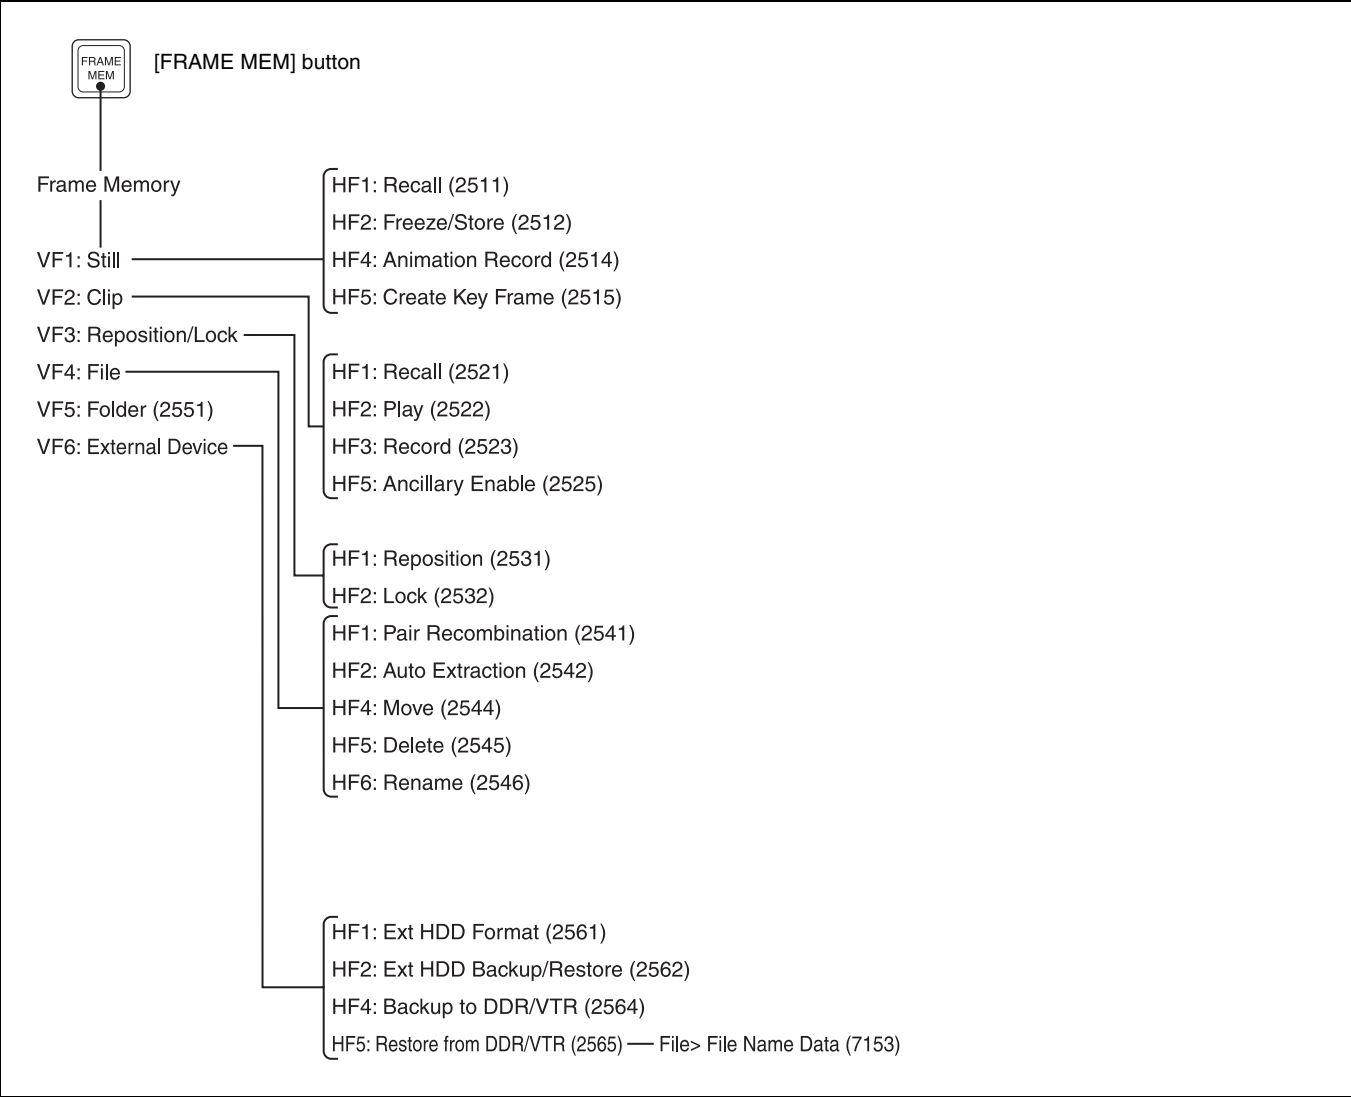 FRAME
MEM
[FRAME MEM] button
Frame Memory
VF1: Still
VF2: Clip
VF3: Reposition/Lock
VF4: File
VF5: Folder (2551)
VF6: External Device
HF1: Recall (2511)
HF2: Freeze/Store (2512)
HF4: Animation Record (2514)
HF5: Create Key Frame (2515)
HF1: Recall (2521)
HF2: Play (2522)
HF3: Record (2523)
HF5: Ancillary Enable (2525)
HF1: Reposition (2531)
HF2: Lock (2532)
HF1: Pair Recombination (2541)
HF2: Auto Extraction (2542)
HF4: Move (2544)
HF5: Delete (2545)
HF6: Rename (2546)
HF1: Ext HDD Format (2561)
HF2: Ext HDD Backup/Restore (2562)
HF4: Backup to DDR/VTR (2564)
HF5: Restore from DDR/VTR (2565) — File> File Name Data (7153)